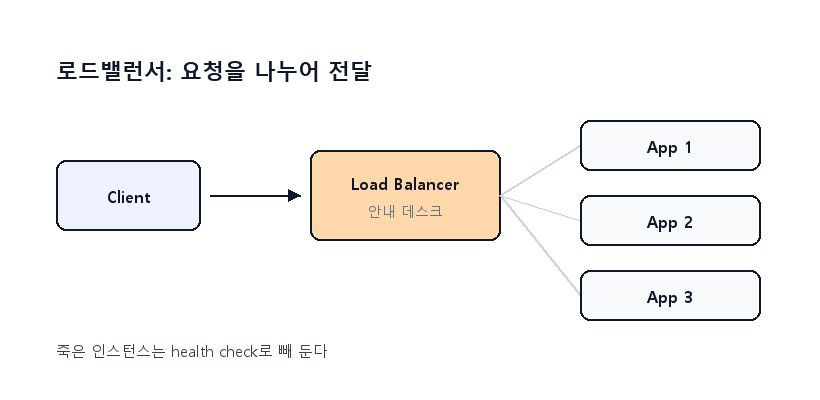 로드밸런서: 요청을 나누어 전달
Client
Load Balancer
안내 데스크
App 1
App 2
App 3
죽은 인스턴스는 health check로 빼 둔다